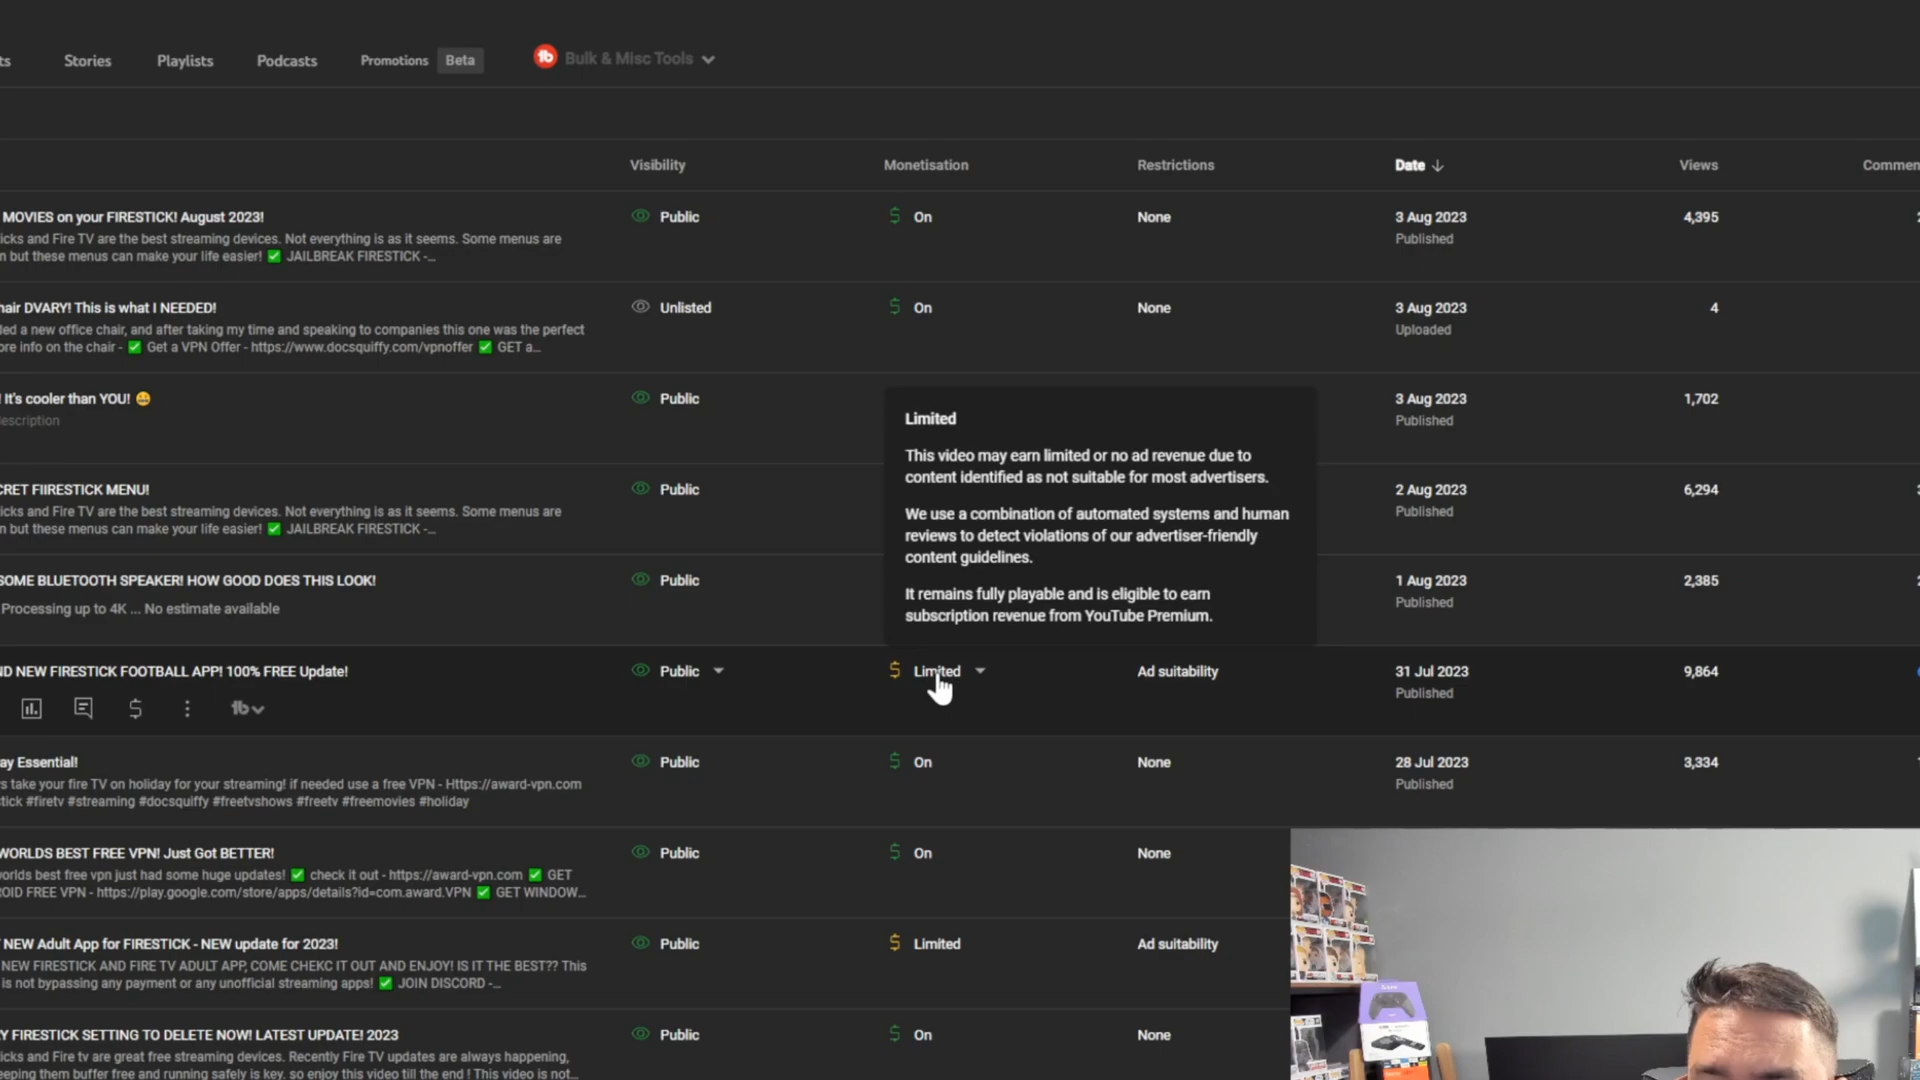 ts Stories Playlists Podcasts Promotions Beta tb Bulk & Misc Tools
Visibility Monetisation Restrictions Date ↓ Views Commen
MOVIES on your FIRESTICK! August 2023! Public $ On None 3 Aug 2023 4,395
icks and Fire TV are the best streaming devices. Not everything is as it seems. Some menus are Published
n but these menus can make your life easier! ✅ JAILBREAK FIRESTICK -...
hair DVARY! This is what I NEEDED! Unlisted $ On None 3 Aug 2023 4
ded a new office chair, and after taking my time and speaking to companies this one was the perfect Uploaded
ore info on the chair - ✅ Get a VPN Offer - https://www.docsquiffy.com/vpnoffer ✅ GET a...
! It's cooler than YOU! 😀 Public 3 Aug 2023 1,702
escription Published
Limited
This video may earn limited or no ad revenue due to
content identified as not suitable for most advertisers.
We use a combination of automated systems and human
reviews to detect violations of our advertiser-friendly
content guidelines.
It remains fully playable and is eligible to earn
subscription revenue from YouTube Premium.
CRET FIIRESTICK MENU! Public 2 Aug 2023 6,294
icks and Fire TV are the best streaming devices. Not everything is as it seems. Some menus are Published
n but these menus can make your life easier! ✅ JAILBREAK FIRESTICK -...
SOME BLUETOOTH SPEAKER! HOW GOOD DOES THIS LOOK! Public 1 Aug 2023 2,385
Processing up to 4K ... No estimate available Published
ND NEW FIRESTICK FOOTBALL APP! 100% FREE Update! Public $ Limited Ad suitability 31 Jul 2023 9,864
$ tb Published
ay Essential! Public $ On None 28 Jul 2023 3,334
s take your fire TV on holiday for your streaming! if needed use a free VPN - Https://award-vpn.com Published
stick #firetv #streaming #docsquiffy #freetvshows #freetv #freemovies #holiday
WORLDS BEST FREE VPN! Just Got BETTER! Public $ On None
worlds best free vpn just had some huge updates! ✅ check it out - https://award-vpn.com ✅ GET
ROID FREE VPN - https://play.google.com/store/apps/details?id=com.award.VPN ✅ GET WINDOW...
NEW Adult App for FIRESTICK - NEW update for 2023! Public $ Limited Ad suitability
NEW FIRESTICK AND FIRE TV ADULT APP, COME CHEKC IT OUT AND ENJOY! IS IT THE BEST?? This
is not bypassing any payment or any unofficial streaming apps! ✅ JOIN DISCORD -...
Y FIRESTICK SETTING TO DELETE NOW! LATEST UPDATE! 2023 Public $ On None
icks and Fire tv are great free streaming devices. Recently Fire TV updates are always happening,
eeping them buffer free and running safely is key. so enjoy this video till the end ! This video is not...